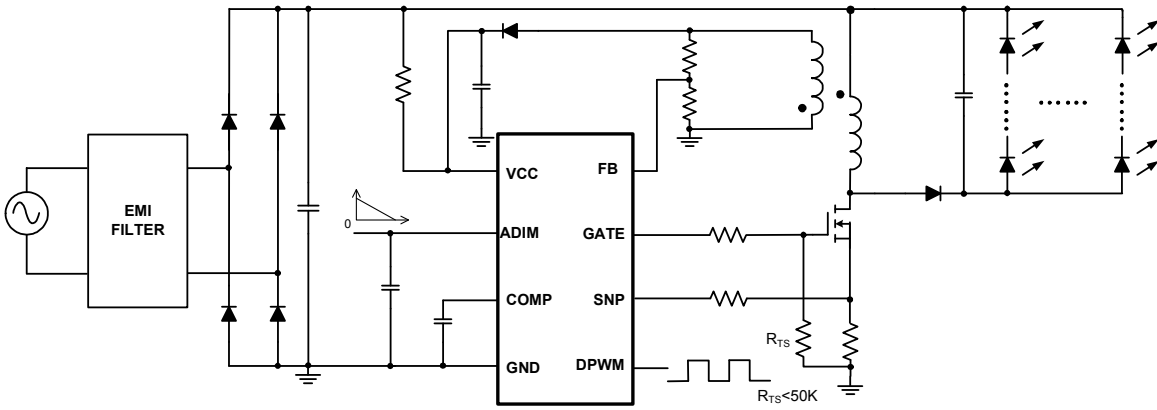 VCC
FB
EMI
FILTER
0
ADIM
GATE
COMP
SNP
RTS
GND
DPWM
RTS<50K